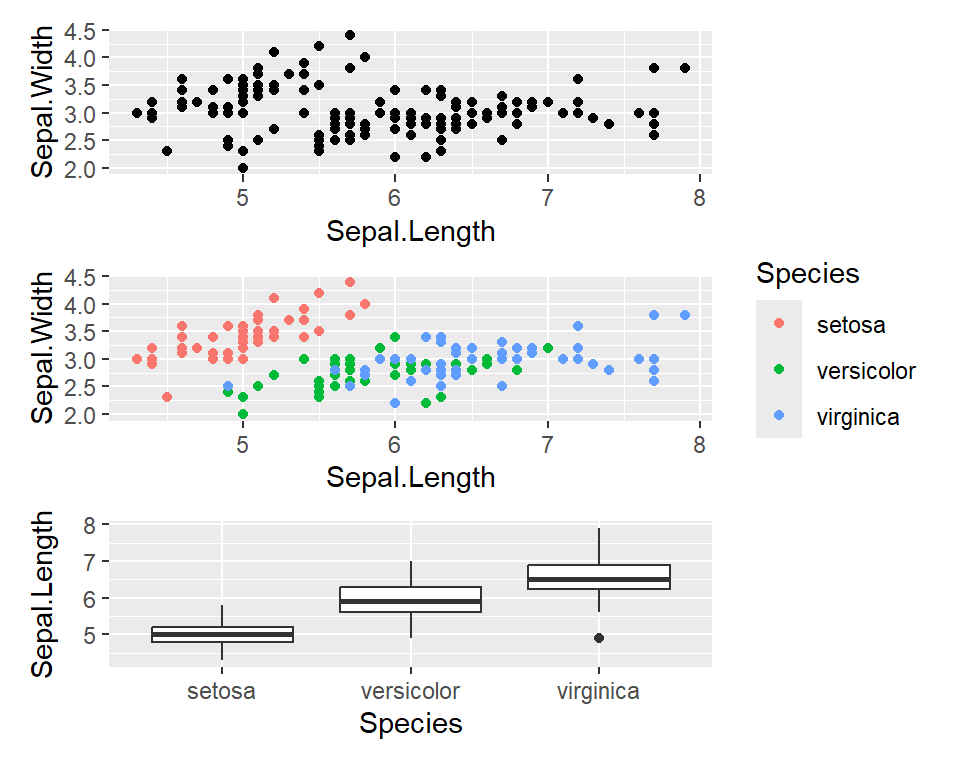 Sepal.Width
4.5
4.0
3.5
3.0
2.5
2.0
5 6 7 8
Sepal.Length
Sepal.Width
4.5
4.0
3.5
3.0
2.5
2.0
5 6 7 8
Sepal.Length
Species
setosa
versicolor
virginica
Sepal.Length
8
7
6
5
setosa versicolor virginica
Species